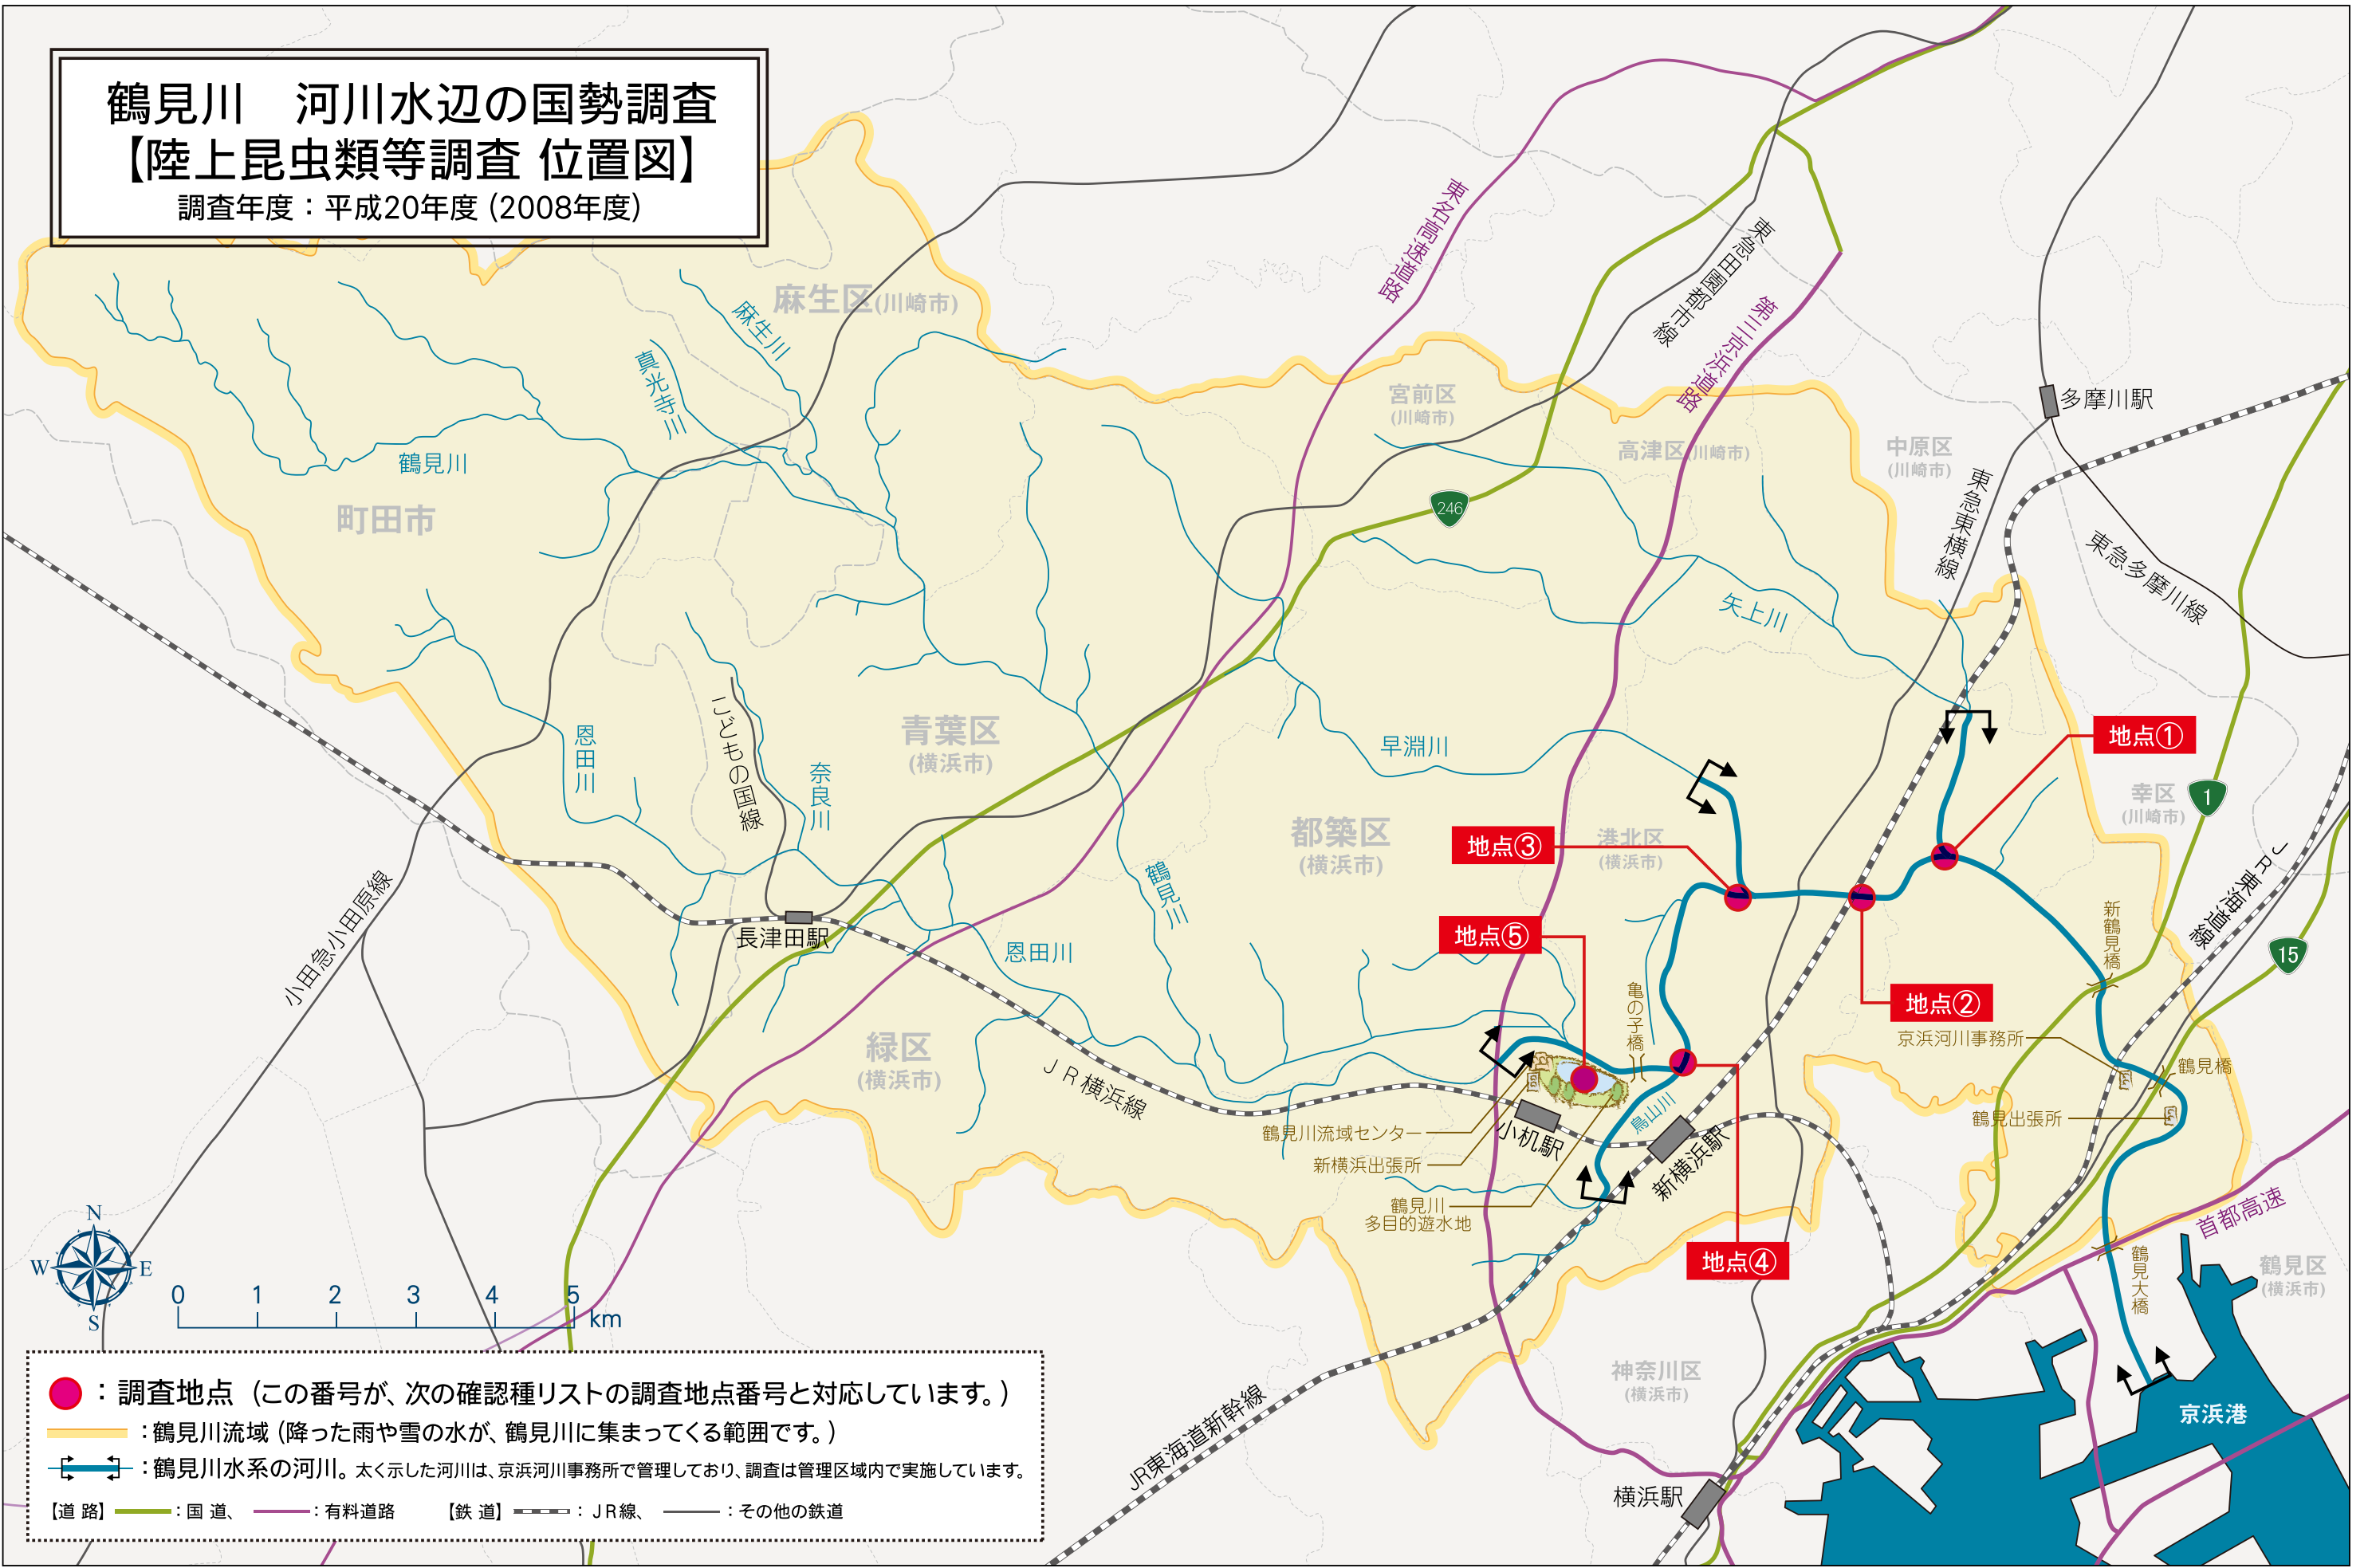 鶴見川　河川水辺の国勢調査
【陸上昆虫類等調査 位置図】
調査年度：平成20年度（2008年度）
麻生区(川崎市)
麻生川
真光寺川
鶴見川
町田市
東名高速道路
東急田園都市線
第三京浜道路
宮前区
(川崎市)
高津区(川崎市)
中原区
(川崎市)
多摩川駅
東急東横線
東急多摩川線
246
矢上川
恩田川
こどもの国線
奈良川
青葉区
(横浜市)
早淵川
都築区
(横浜市)
港北区
(横浜市)
幸区
(川崎市)
1
15
地点①
地点②
地点③
地点④
地点⑤
鶴見川
小田急小田原線
長津田駅
恩田川
緑区
(横浜市)
ＪＲ横浜線
亀の子橋
鳥山川
鶴見川流域センター
新横浜出張所
鶴見川
多目的遊水地
小机駅
新横浜駅
新鶴見橋
ＪＲ東海道線
京浜河川事務所
鶴見橋
鶴見出張所
首都高速
鶴見大橋
鶴見区
(横浜市)
神奈川区
(横浜市)
JR東海道新幹線
横浜駅
京浜港
N
W
E
S
0 1 2 3 4 5
km
：調査地点（この番号が、次の確認種リストの調査地点番号と対応しています。）
：鶴見川流域（降った雨や雪の水が、鶴見川に集まってくる範囲です。）
：鶴見川水系の河川。太く示した河川は、京浜河川事務所で管理しており、調査は管理区域内で実施しています。
【道 路】 ：国 道、 ：有料道路 【鉄 道】 ：ＪＲ線、 ：その他の鉄道